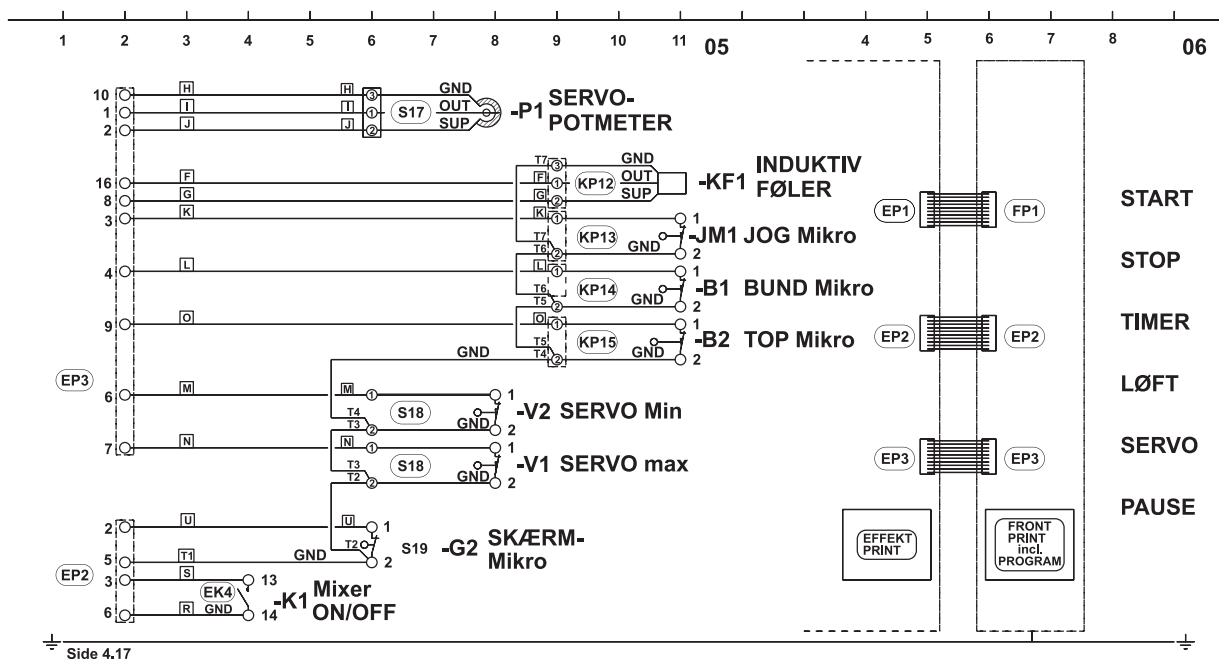 1 2 3 4 5 6 7 8 9 10 11 05 4 5 6 7 8 06
10 H H 3 GND
1 I I 1 S17 OUT -P1 SERVO-
2 J J 2 SUP POTMETER
T7 3 GND
16 F F 1 KP12 OUT -KF1 INDUKTIV
8 G G 2 SUP FØLER
3 K K 1 1
KP13 -JM1 JOG Mikro
T7
T6 2 GND 2
4 L L 1 1
KP14 -B1 BUND Mikro
T6
T5 2 GND 2
9 O O 1 1
KP15 -B2 TOP Mikro
T5
GND T4 2 GND 2
EP3
6 M M 1 1
S18 -V2 SERVO Min
T4
T3 2 GND 2
7 N N 1 1
S18 -V1 SERVO max
T3
T2 2 GND 2
2 U U 1
T2 S19 -G2 SKÆRM-
Mikro
5 T1 GND 2
EP2
3 S 13
EK4 -K1 Mixer
ON/OFF
6 R GND 14
EP1 FP1
EP2 EP2
EP3 EP3
EFFEKT
PRINT
FRONT
PRINT
incl.
PROGRAM
START
STOP
TIMER
LØFT
SERVO
PAUSE
Side 4.17